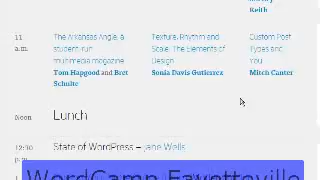 Keith
11 a.m.
The Arkansas Angle, a student-run multimedia magazine
Tom Hapgood and Bret Schulte
Texture, Rhythm and Scale: The Elements of Design
Sonia Davis Gutierrez
Custom Post Types and You
Mitch Canter
Noon
Lunch
12:30 p.m.
State of WordPress – Jane Wells
WordCamp Fayetteville